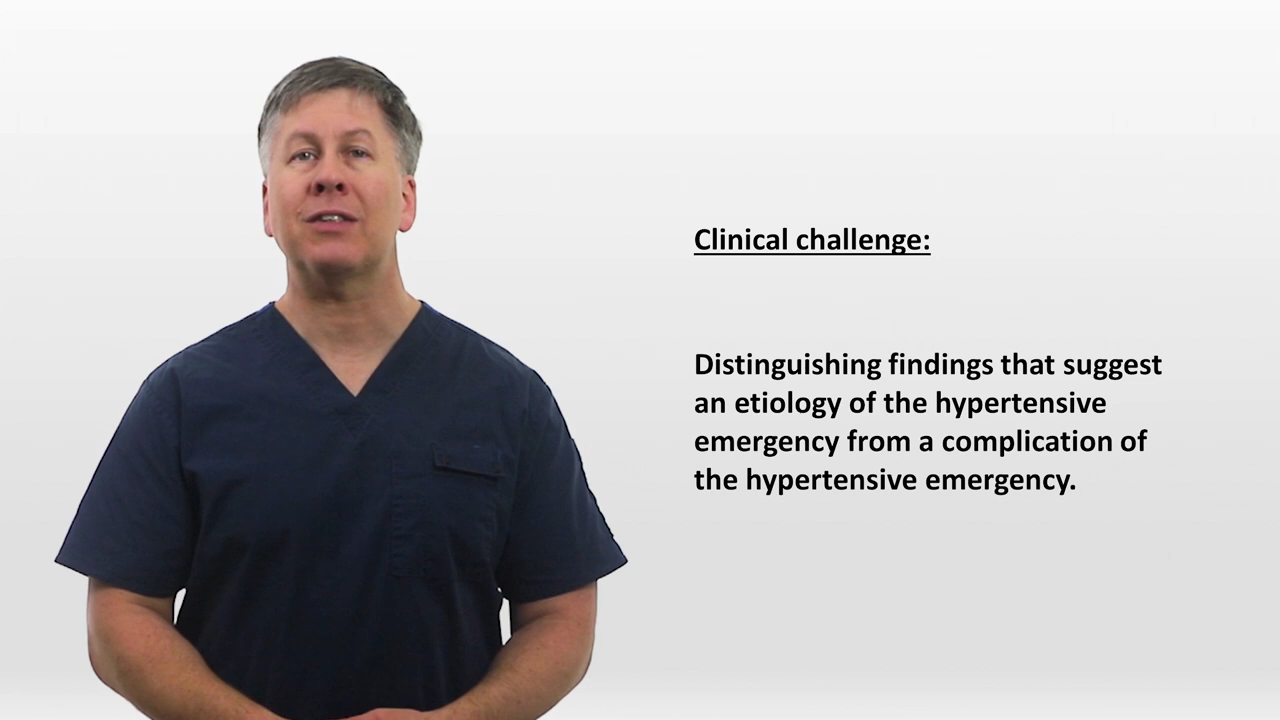 Clinical challenge:
Distinguishing findings that suggest
an etiology of the hypertensive
emergency from a complication of
the hypertensive emergency.